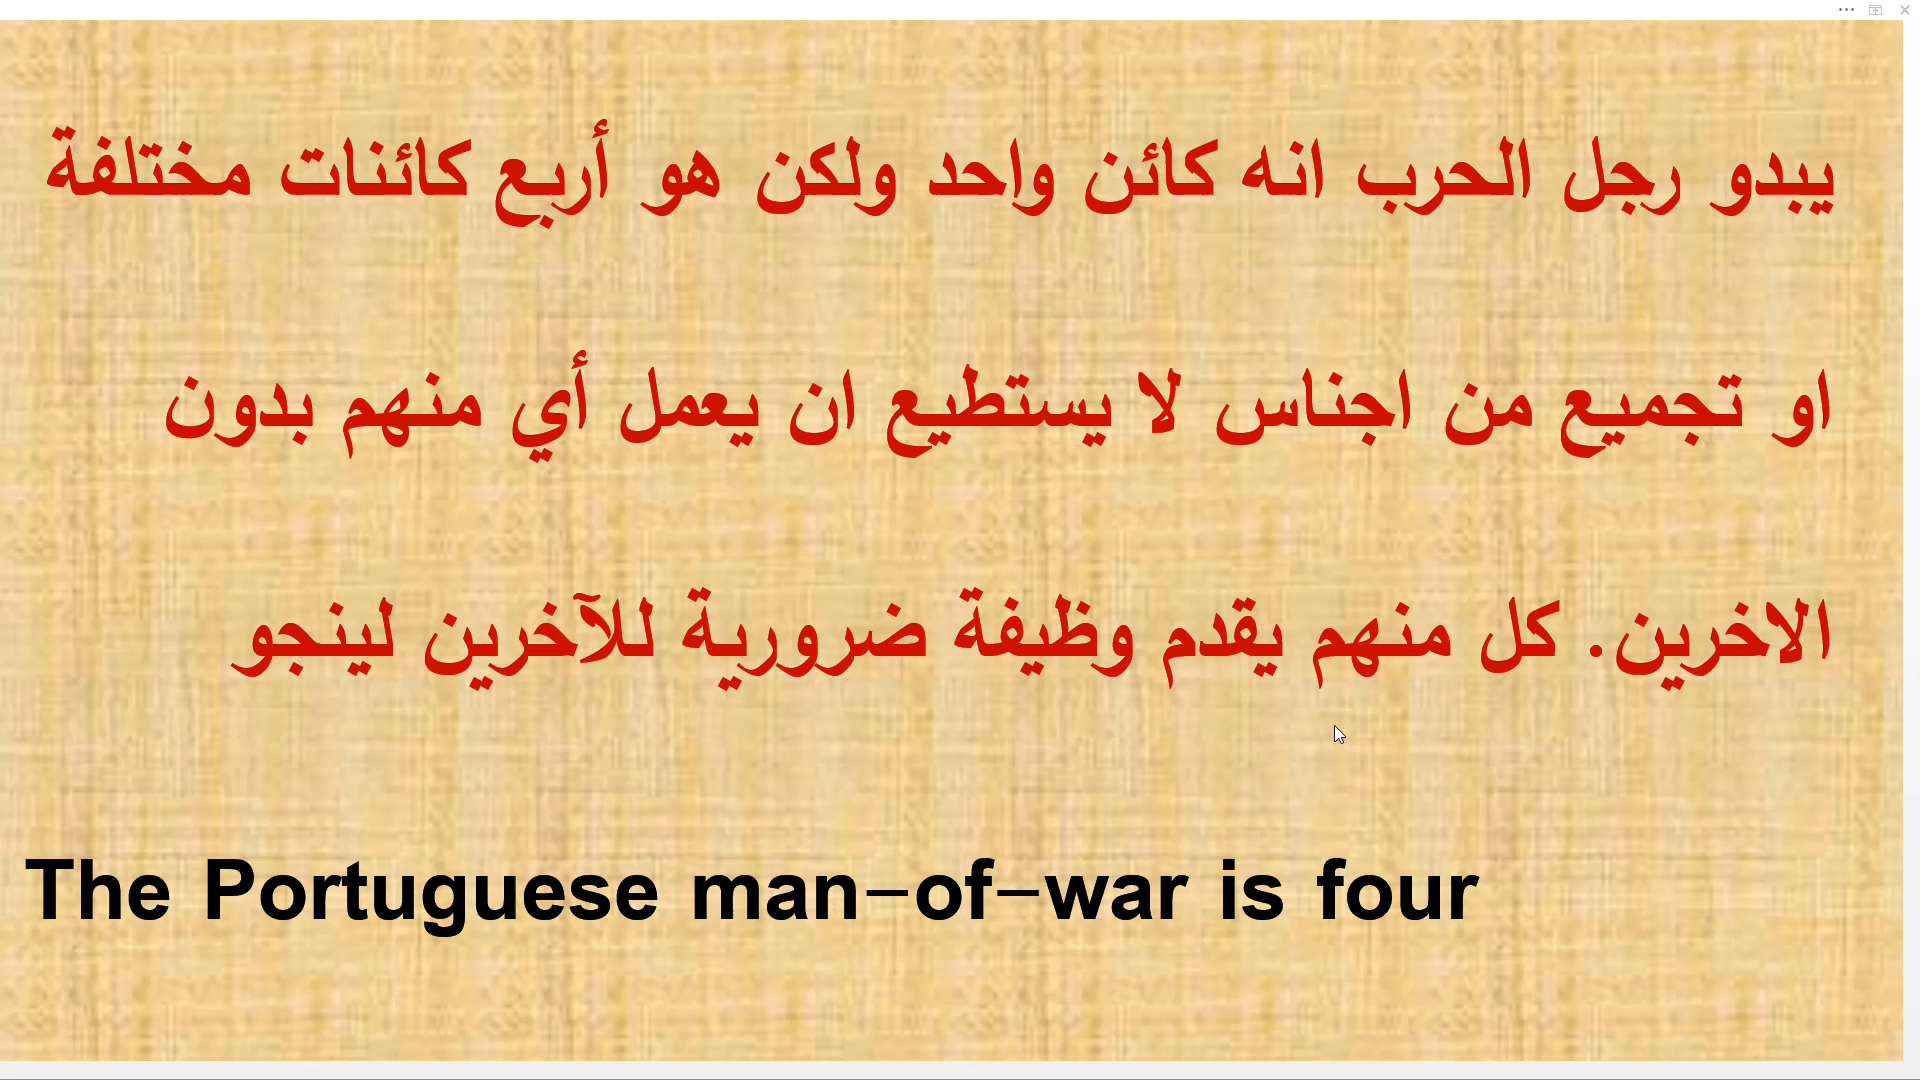 يبدو رجل الحرب انه كائن واحد ولكن هو أربع كائنات مختلفة
او تجميع من اجناس لا يستطيع ان يعمل أي منهم بدون
الاخرين. كل منهم يقدم وظيفة ضرورية للآخرين لينجو
The Portuguese man-of-war is four